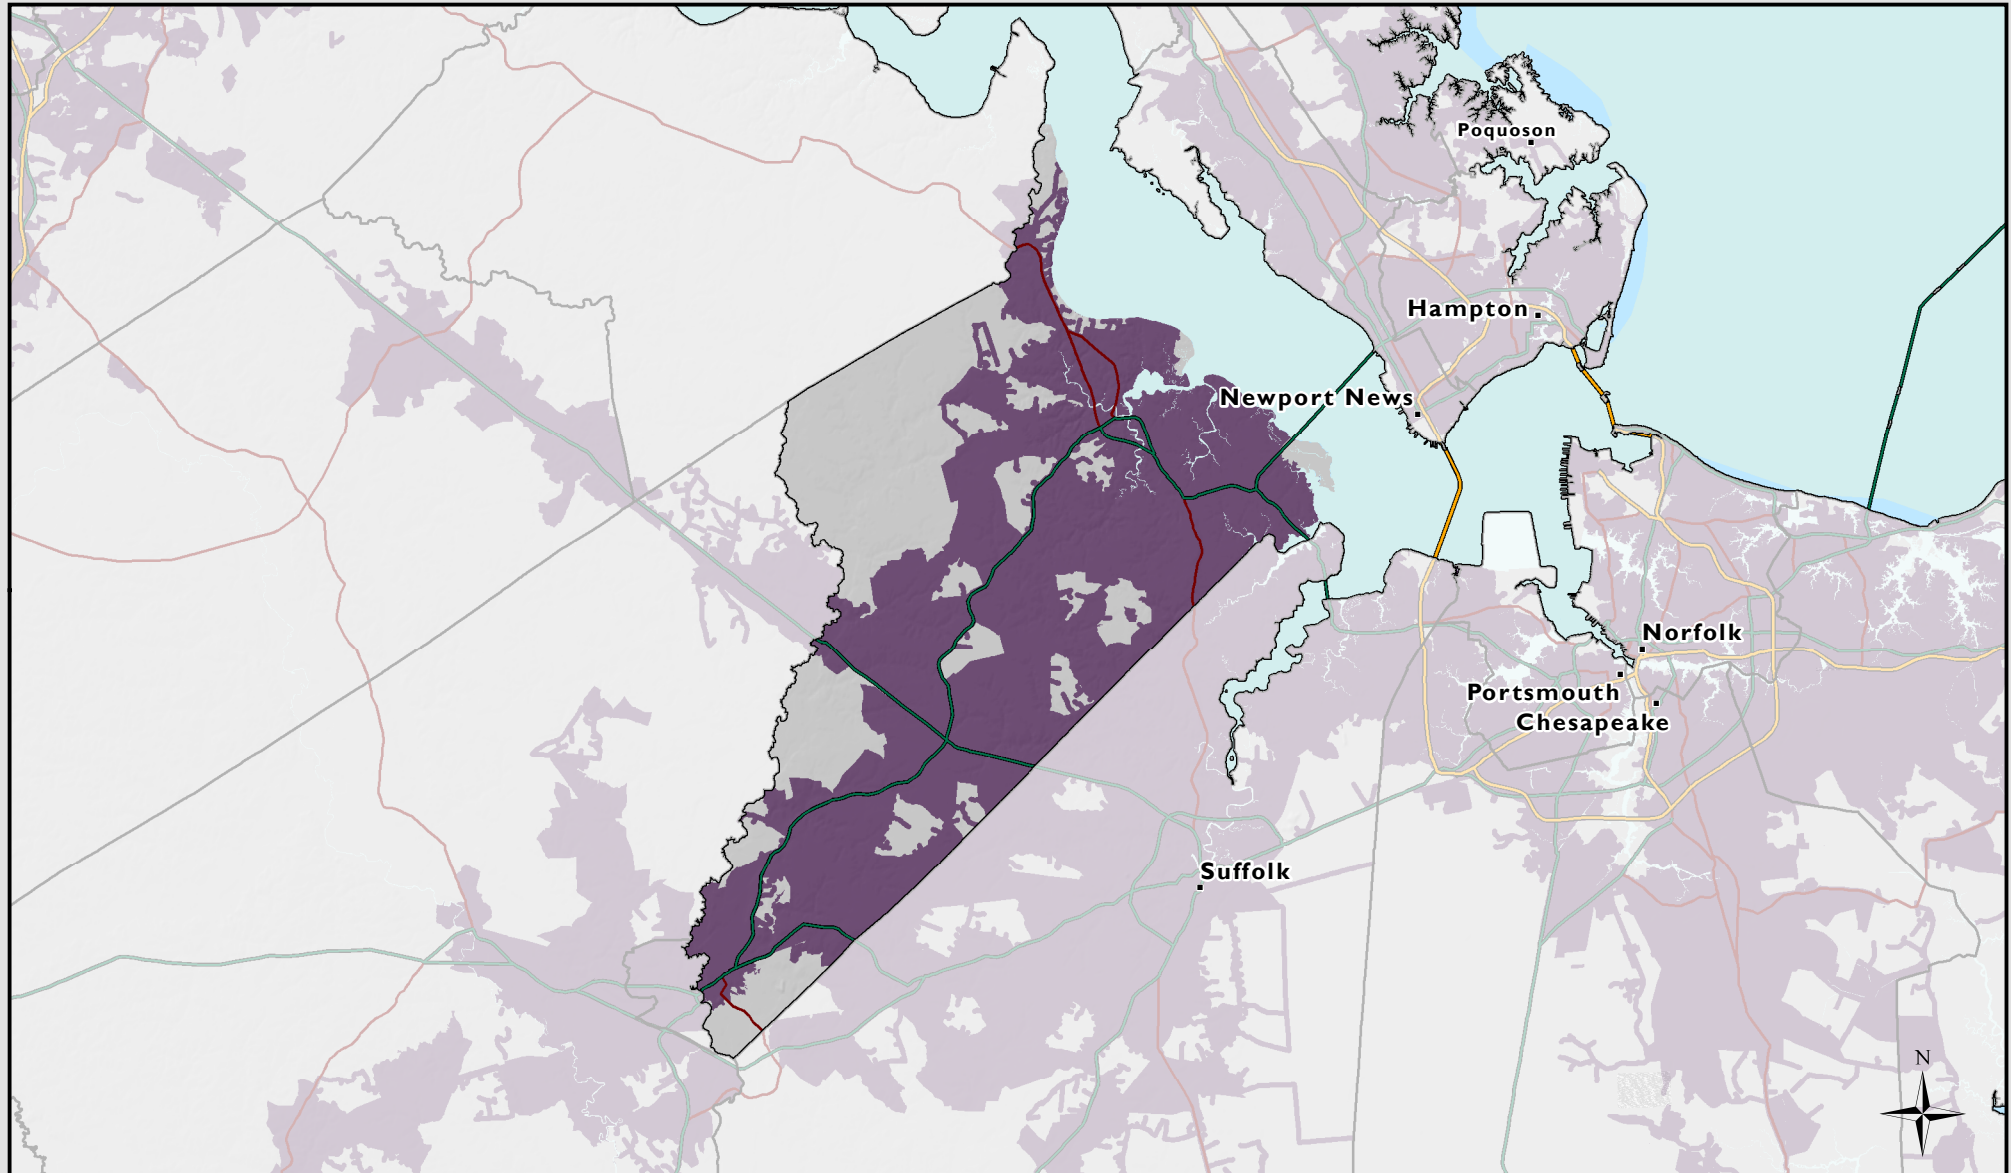 Poquoson
Hampton
Newport News
Norfolk
Portsmouth
Chesapeake
Suffolk
N